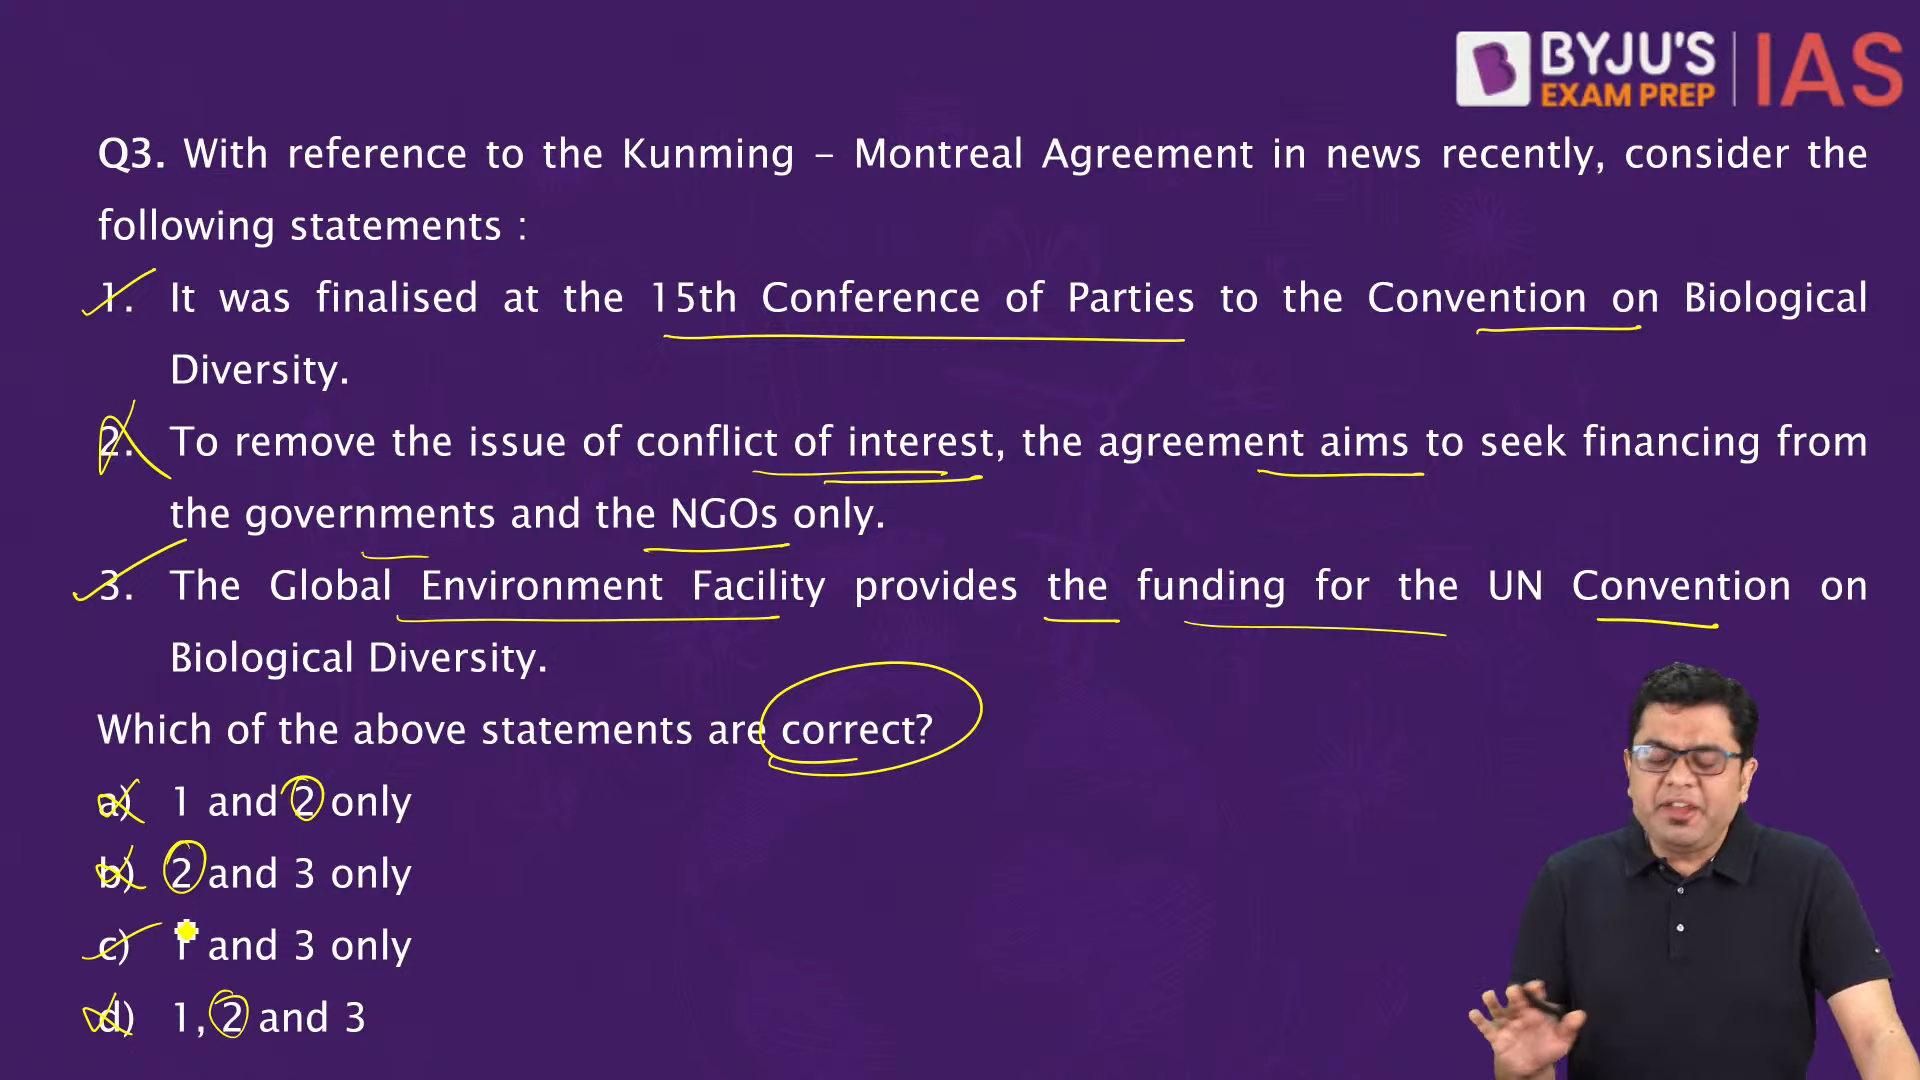 BYJU'S
EXAM PREP
IAS
Q3. With reference to the Kunming – Montreal Agreement in news recently, consider the
following statements :
1. It was finalised at the 15th Conference of Parties to the Convention on Biological
Diversity.
2. To remove the issue of conflict of interest, the agreement aims to seek financing from
the governments and the NGOs only.
3. The Global Environment Facility provides the funding for the UN Convention on
Biological Diversity.
Which of the above statements are correct?
a) 1 and 2 only
b) 2 and 3 only
c) 1 and 3 only
d) 1, 2 and 3